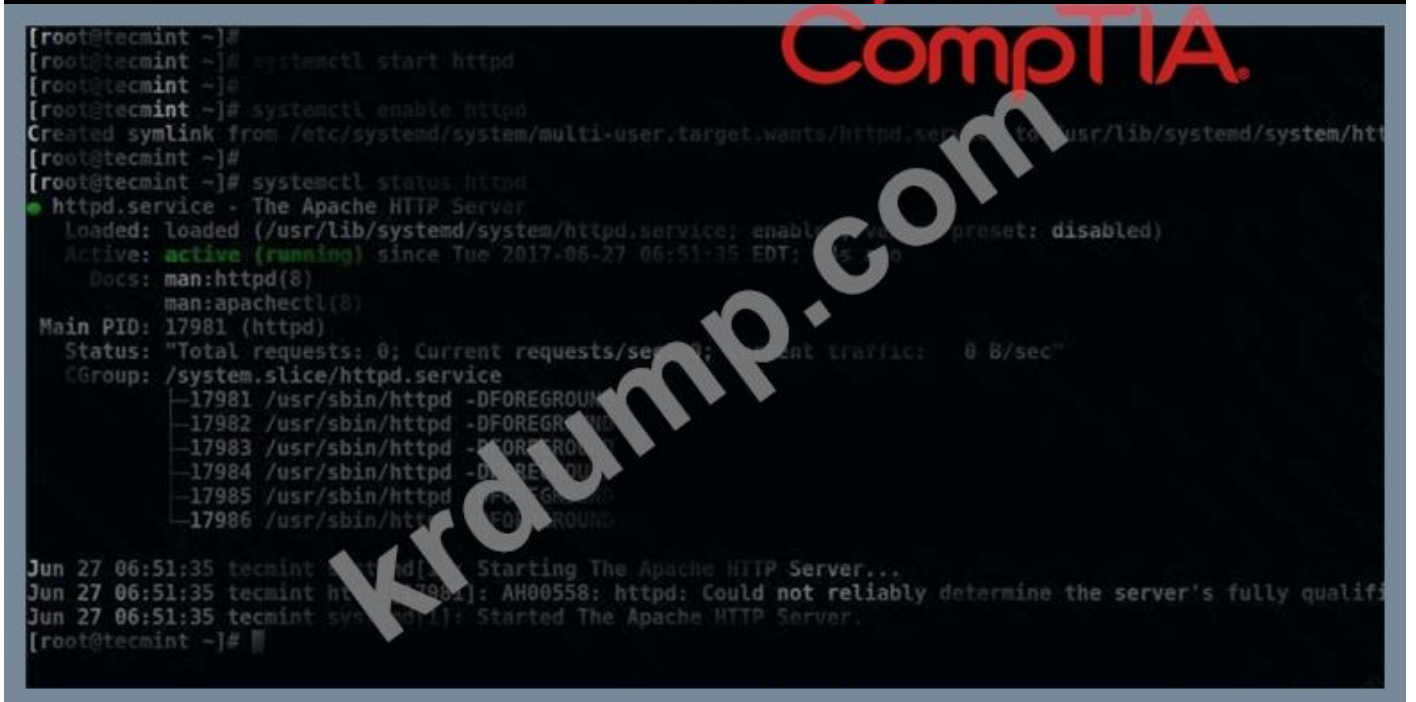 CompTIA.
[root@tecmint ~]#
[root@tecmint ~]# systemctl start httpd
[root@tecmint ~]#
[root@tecmint ~]# systemctl enable httpd
Created symlink from /etc/systemd/system/multi-user.target.wants/httpd.ser to usr/lib/systemd/system/htt
[root@tecmint ~]#
[root@tecmint ~]# systemctl status httpd
● httpd.service - The Apache HTTP Server
Loaded: loaded (/usr/lib/systemd/system/httpd.service; preset: disabled)
Active: active (running) since Tue 2017-06-27 06:51:35 EDT;
Docs: man:httpd(8)
man:apachectl(8)
Main PID: 17981 (httpd)
Status: "Total requests: 0; Current requests/sec traffic: 0 B/sec"
CGroup: /system.slice/httpd.service
├─17981 /usr/sbin/httpd -DFOREGROUND
├─17982 /usr/sbin/httpd -DFOREGROUND
├─17983 /usr/sbin/httpd -DFOREGROUND
├─17984 /usr/sbin/httpd
├─17985 /usr/sbin/httpd
└─17986 /usr/sbin/
Jun 27 06:51:35 tecmint Starting The Apache HTTP Server...
Jun 27 06:51:35 tecmint AH00558: httpd: Could not reliably determine the server's fully qualifi
Jun 27 06:51:35 tecmint Started The Apache HTTP Server.
[root@tecmint ~]#
krdump.com